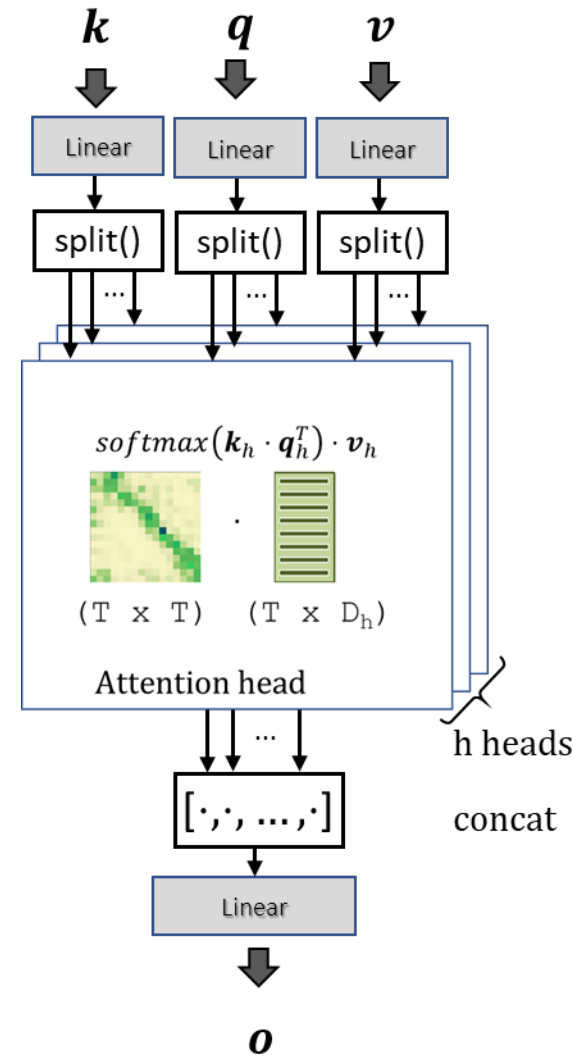 k q v
Linear Linear Linear
split() split() split()
... ... ...
softmax(k_h · q_h^T) · v_h
·
(T x T) (T x D_h)
Attention head
...
h heads
[·,·, ...,·]
concat
Linear
o